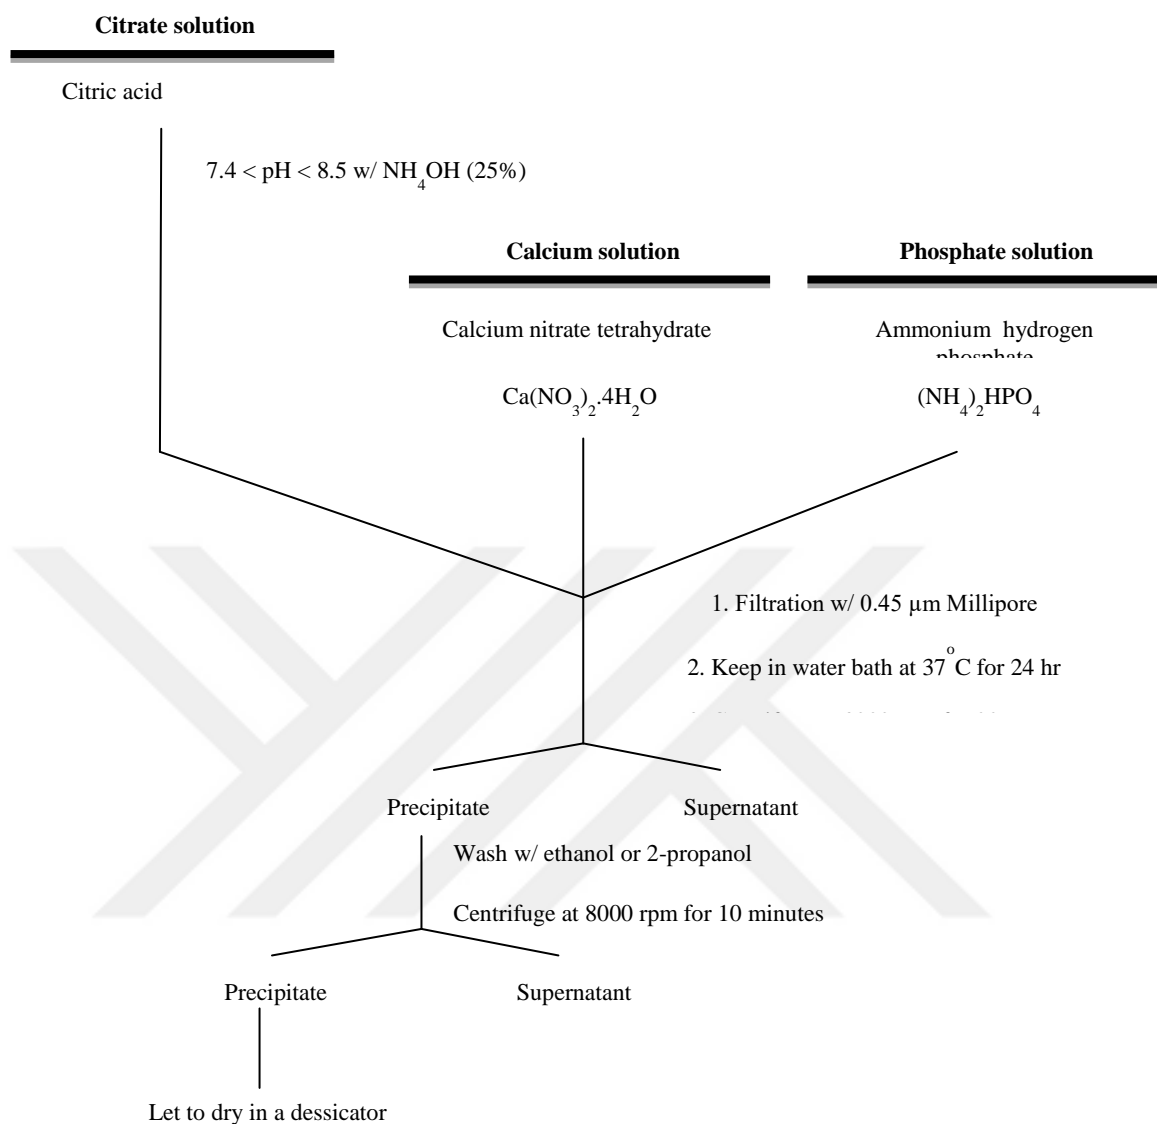 Citrate solution
Citric acid
7.4 < pH < 8.5 w/ NH4OH (25%)
Calcium solution
Phosphate solution
Calcium nitrate tetrahydrate
Ammonium hydrogen
phosphate
Ca(NO3)2.4H2O
(NH4)2HPO4
1. Filtration w/ 0.45 µm Millipore
2. Keep in water bath at 37°C for 24 hr
Precipitate
Supernatant
Wash w/ ethanol or 2-propanol
Centrifuge at 8000 rpm for 10 minutes
Precipitate
Supernatant
Let to dry in a dessicator